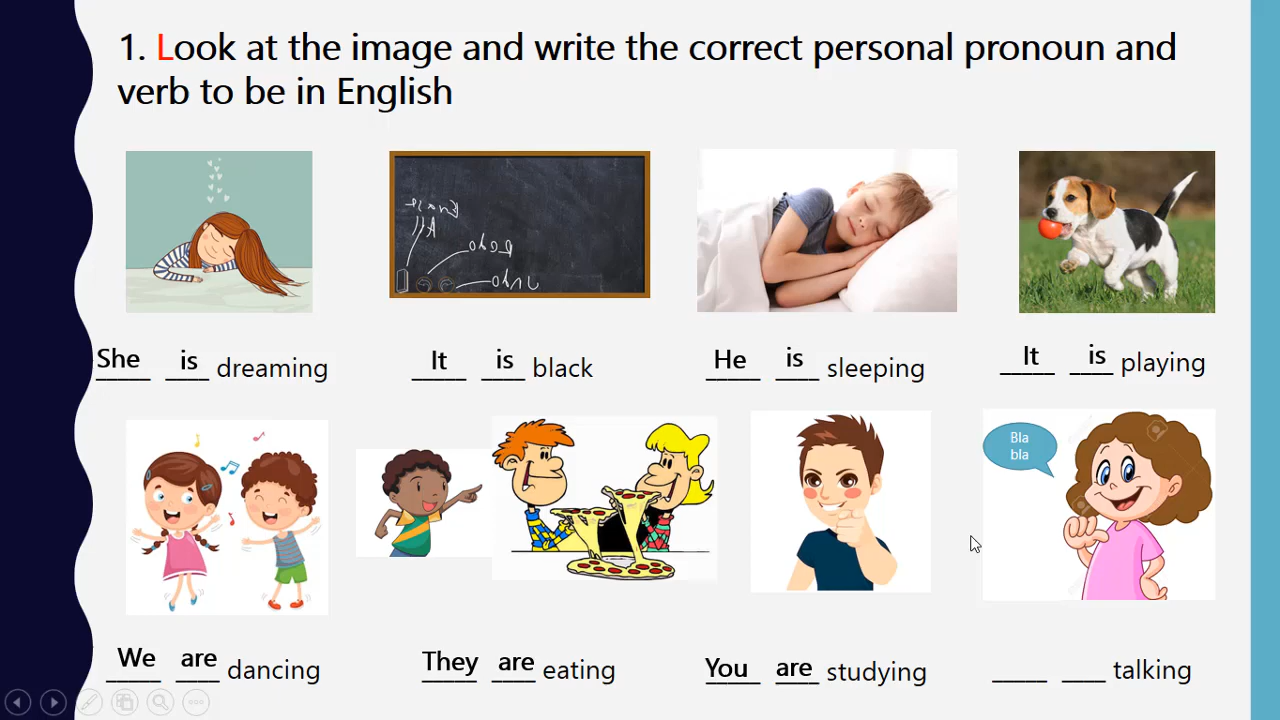 1. Look at the image and write the correct personal pronoun and
verb to be in English
She is dreaming
It is black
He is sleeping
It is playing
Bla
bla
We are dancing
They are eating
You are studying
_____ ____ talking